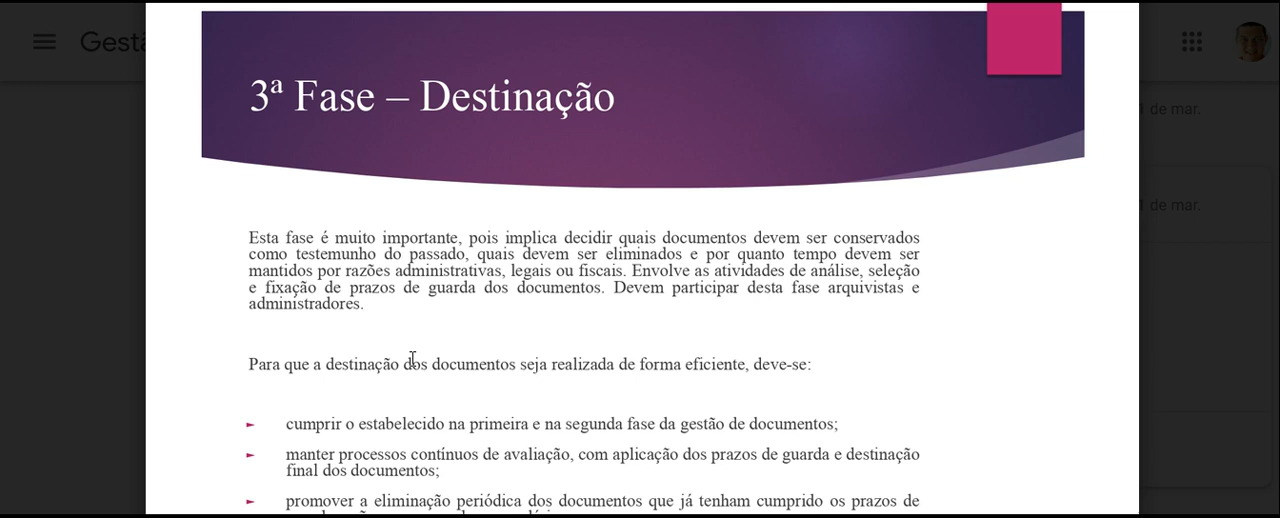 Gestã
3ª Fase – Destinação
1 de mar.
1 de mar.
Esta fase é muito importante, pois implica decidir quais documentos devem ser conservados
como testemunho do passado, quais devem ser eliminados e por quanto tempo devem ser
mantidos por razões administrativas, legais ou fiscais. Envolve as atividades de análise, seleção
e fixação de prazos de guarda dos documentos. Devem participar desta fase arquivistas e
administradores.
Para que a destinação dos documentos seja realizada de forma eficiente, deve-se:
► cumprir o estabelecido na primeira e na segunda fase da gestão de documentos;
► manter processos contínuos de avaliação, com aplicação dos prazos de guarda e destinação
final dos documentos;
► promover a eliminação periódica dos documentos que já tenham cumprido os prazos de